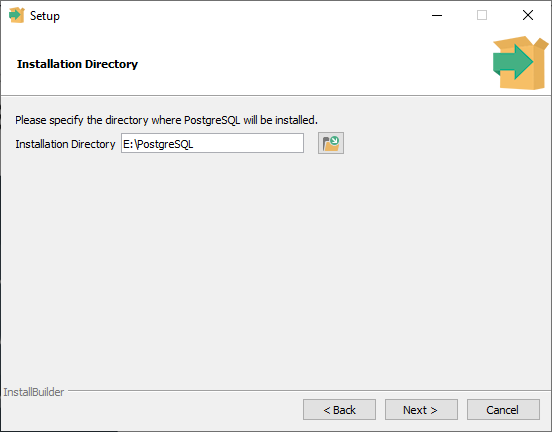 Setup
Installation Directory
Please specify the directory where PostgreSQL will be installed.
Installation Directory E:\PostgreSQL
InstallBuilder
< Back Next > Cancel